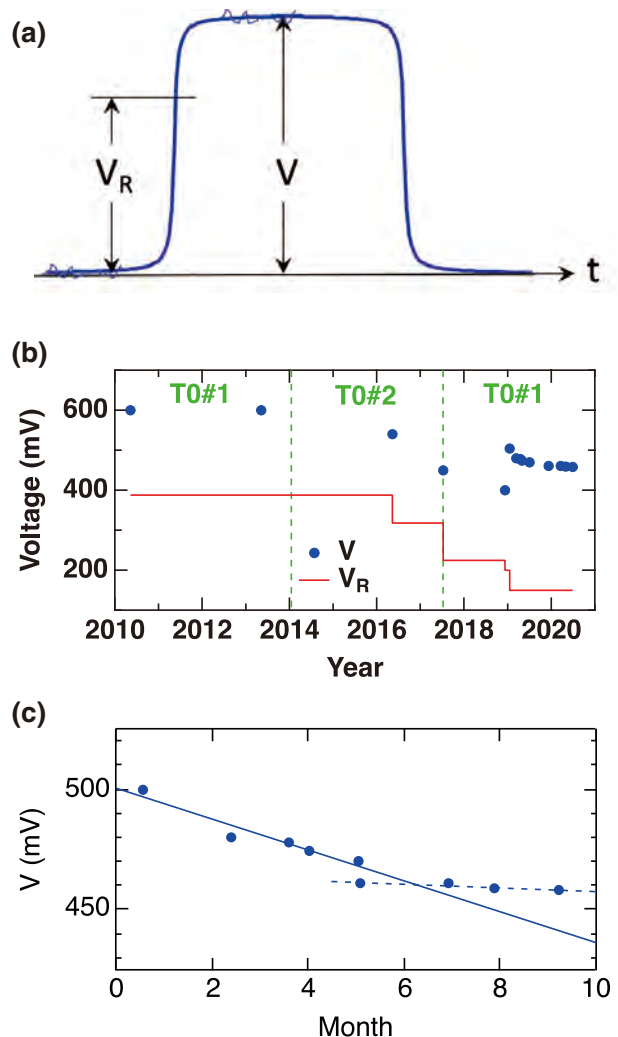 (a)
V_R
V
t
(b)
T0#1 T0#2 T0#1
600
400
200
Voltage (mV)
V
V_R
2010 2012 2014 2016 2018 2020
Year
(c)
500
450
V (mV)
0 2 4 6 8 10
Month